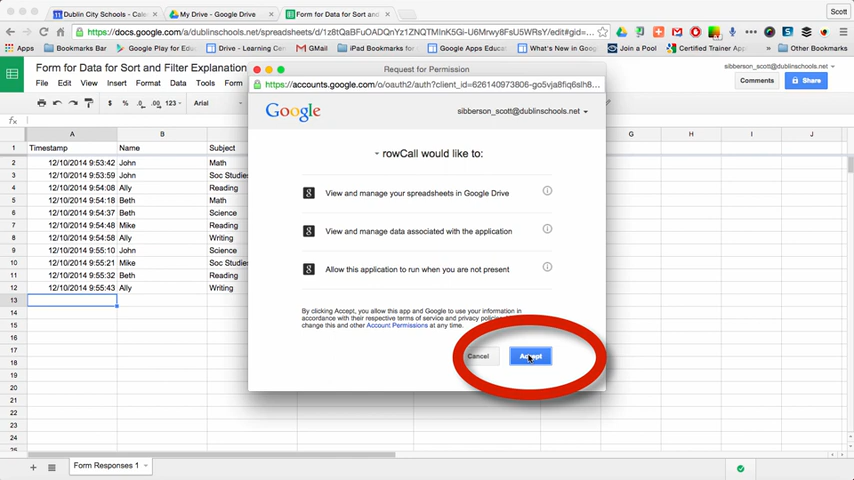 Dublin City Schools - Cale
My Drive - Google Drive
Form for Data for Sort and
Scott
https://docs.google.com/a/dublinschools.net/spreadsheets/d/1z8tQaBFuOADGYz1ZNQTMlnK5Gl-U6Mwyz8FsU5WRsY/edit#gid=
Apps
Bookmarks Bar
Google Play for Educ
Drive - Learning Cen
GMail
iPad Bookmarks
Google Apps Educat
What's New in Goog
Join a Pool
Certified Trainer App
Other Bookmarks
Form for Data for Sort and Filter Explanation
sibberson_scott@dublinschools.net
File Edit View Insert Format Data Tools Form
Comments
Share
$ % .0 .00 123 Arial
Request for Permission
https://accounts.google.com/o/oauth2/auth?client_id=626140973806-go5vja8fiq6slh8...
Google
sibberson_scott@dublinschools.net
rowCall would like to:
View and manage your spreadsheets in Google Drive
View and manage data associated with the application
Allow this application to run when you are not present
By clicking Accept, you allow this app and Google to use your information in
accordance with their respective terms of service and privacy policies.
change this and other Account Permissions at any time.
Cancel
Accept
fx
A B G H I J
1 Timestamp Name Subject
2 12/10/2014 9:53:42 John Math
3 12/10/2014 9:53:53 John Soc Studies
4 12/10/2014 9:54:08 Ally Reading
5 12/10/2014 9:54:18 Beth Math
6 12/10/2014 9:54:37 Beth Science
7 12/10/2014 9:54:48 Mike Reading
8 12/10/2014 9:54:58 Ally Writing
9 12/10/2014 9:55:10 John Science
10 12/10/2014 9:55:21 Mike Soc Studies
11 12/10/2014 9:55:32 Beth Reading
12 12/10/2014 9:55:43 Ally Writing
13
14
15
16
17
18
19
20
21
22
23
24
25
Form Responses 1